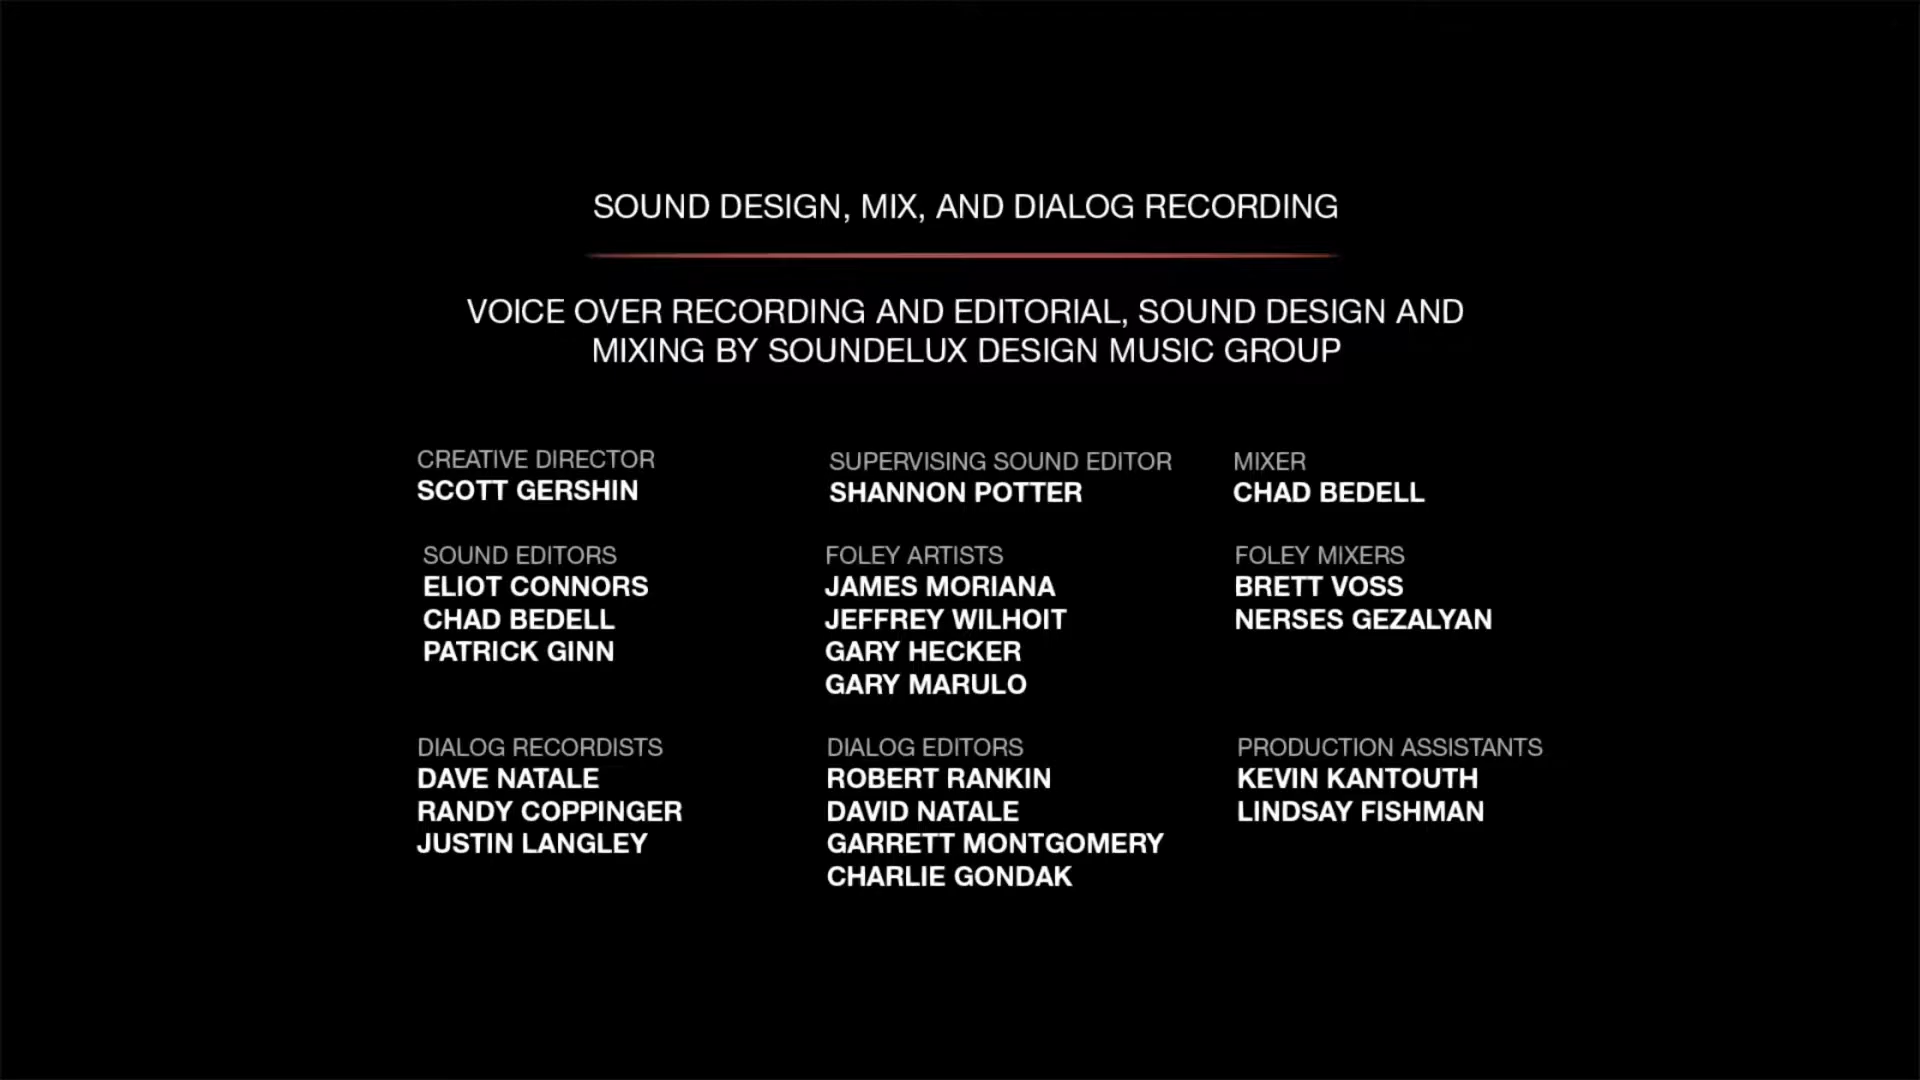 SOUND DESIGN, MIX, AND DIALOG RECORDING
VOICE OVER RECORDING AND EDITORIAL, SOUND DESIGN AND
MIXING BY SOUNDELUX DESIGN MUSIC GROUP
CREATIVE DIRECTOR
SCOTT GERSHIN
SUPERVISING SOUND EDITOR
SHANNON POTTER
MIXER
CHAD BEDELL
SOUND EDITORS
ELIOT CONNORS
CHAD BEDELL
PATRICK GINN
FOLEY ARTISTS
JAMES MORIANA
JEFFREY WILHOIT
GARY HECKER
GARY MARULO
FOLEY MIXERS
BRETT VOSS
NERSES GEZALYAN
DIALOG RECORDISTS
DAVE NATALE
RANDY COPPINGER
JUSTIN LANGLEY
DIALOG EDITORS
ROBERT RANKIN
DAVID NATALE
GARRETT MONTGOMERY
CHARLIE GONDAK
PRODUCTION ASSISTANTS
KEVIN KANTOUTH
LINDSAY FISHMAN